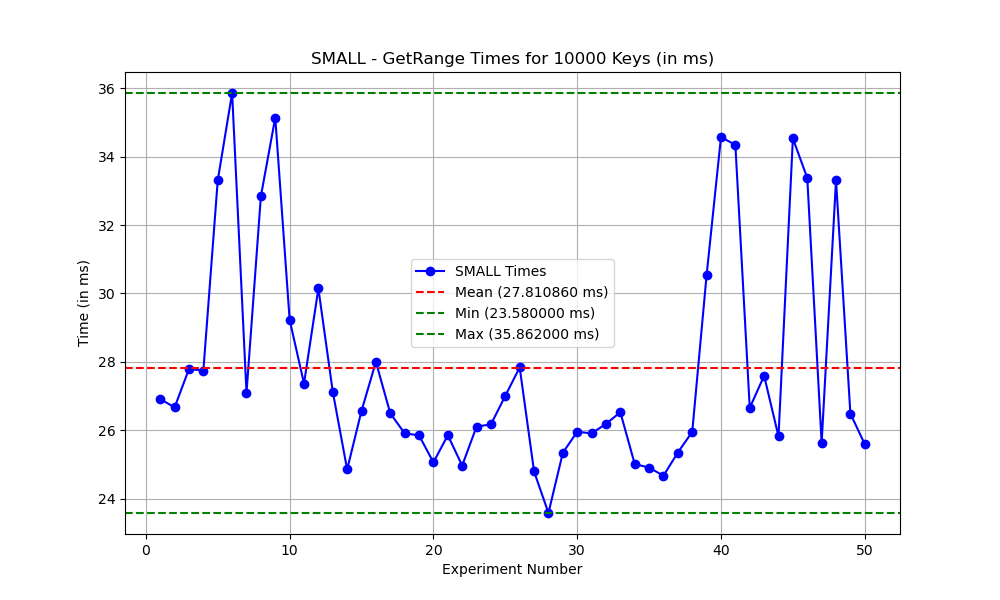 SMALL - GetRange Times for 10000 Keys (in ms)
36
34
32
30
28
26
24
Time (in ms)
SMALL Times
Mean (27.810860 ms)
Min (23.580000 ms)
Max (35.862000 ms)
0 10 20 30 40 50
Experiment Number